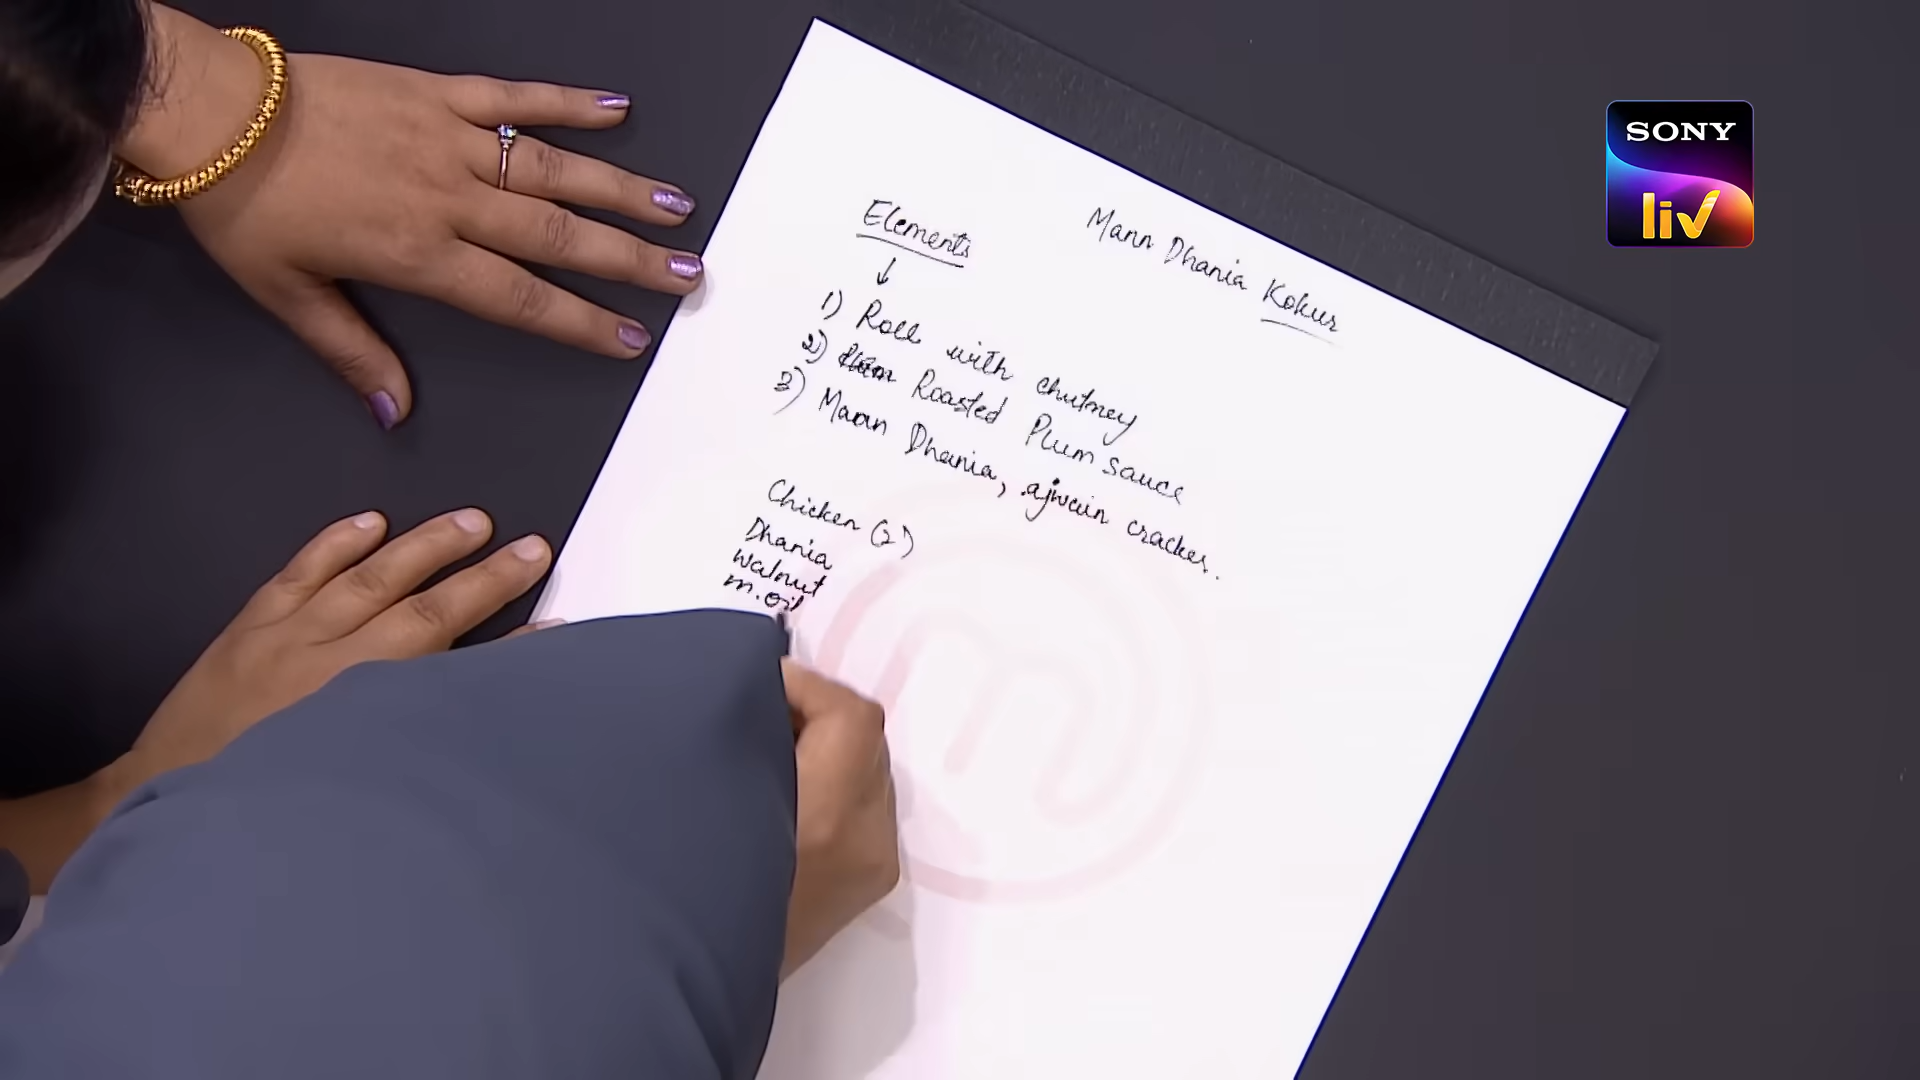 Mann Dhania Kokur
Elements
↓
1) Roll with chutney
2) Roasted Plum sauce
3) Maan Dhania, ajwain cracker.
Chicken (2)
Dhania
walnut
m. oil
SONY
liv